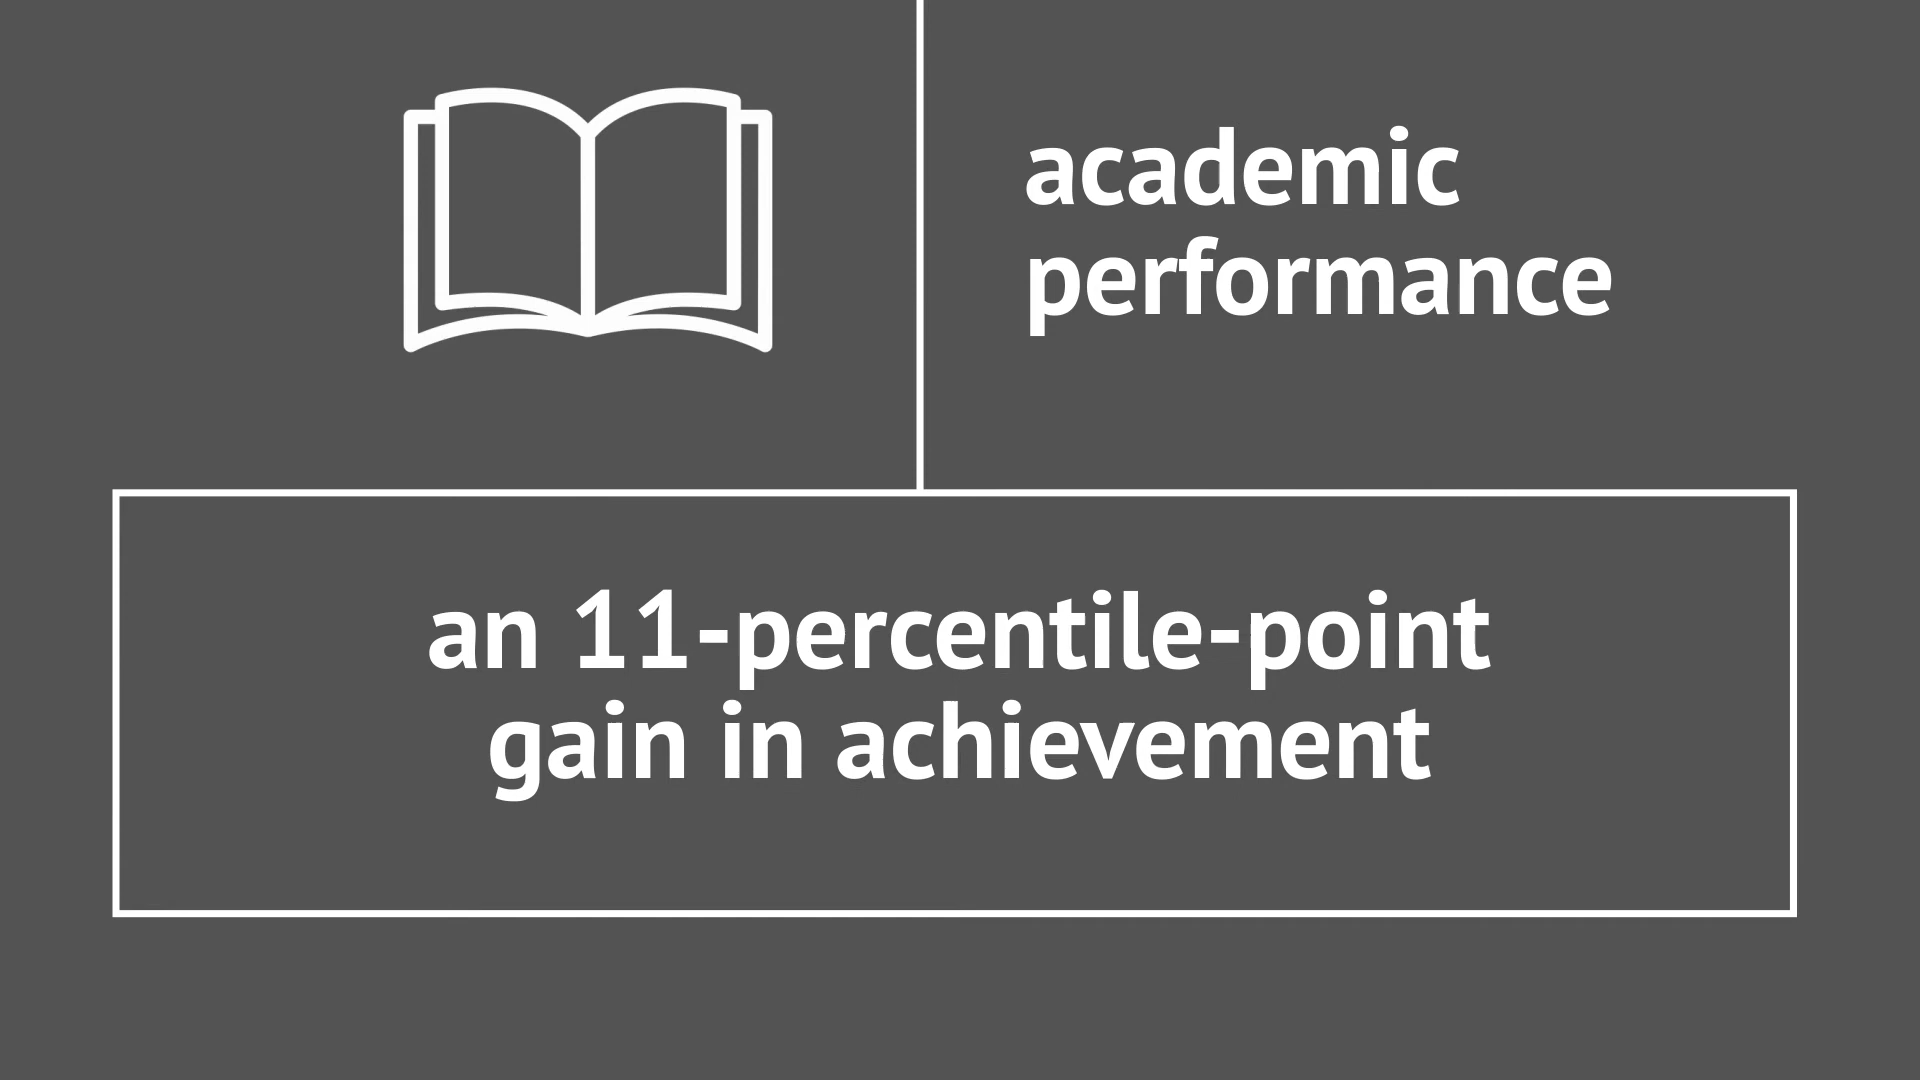 academic
performance
an 11-percentile-point
gain in achievement